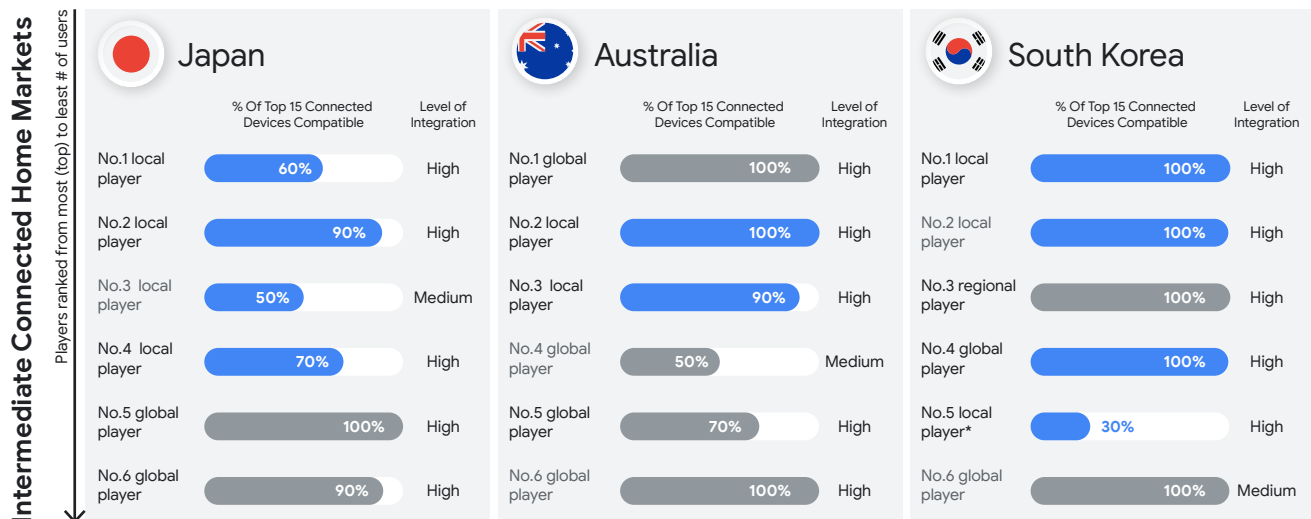 Intermediate Connected Home Markets
Players ranked from most (top) to least # of users
Japan
% Of Top 15 Connected
Devices Compatible
Level of
Integration
No.1 local
player
60%
High
No.2 local
player
90%
High
No.3 local
player
50%
Medium
No.4 local
player
70%
High
No.5 global
player
100%
High
No.6 global
player
90%
High
Australia
% Of Top 15 Connected
Devices Compatible
Level of
Integration
No.1 global
player
100%
High
No.2 local
player
100%
High
No.3 local
player
90%
High
No.4 global
player
50%
Medium
No.5 global
player
70%
High
No.6 global
player
100%
High
South Korea
% Of Top 15 Connected
Devices Compatible
Level of
Integration
No.1 local
player
100%
High
No.2 local
player
100%
High
No.3 regional
player
100%
High
No.4 global
player
100%
High
No.5 local
player*
30%
High
No.6 global
player
100%
Medium